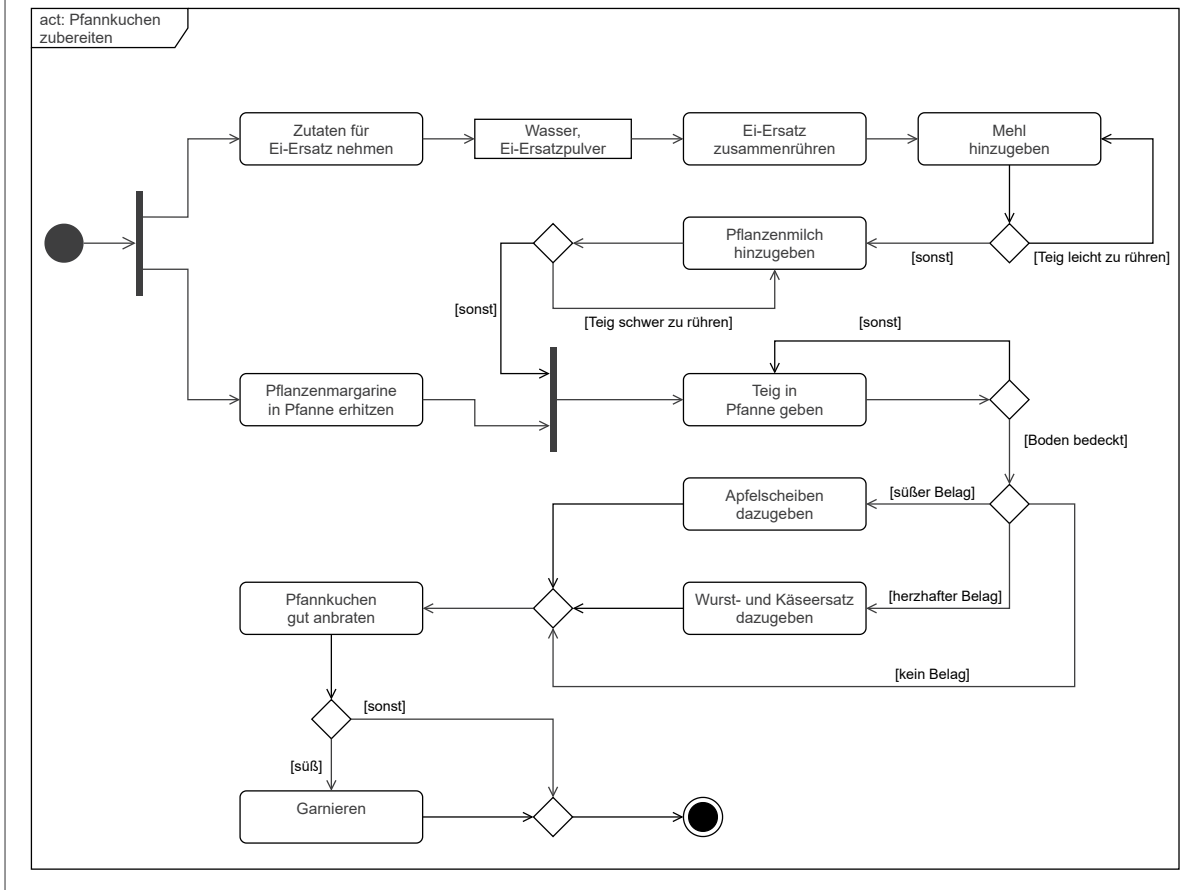 act: Pfannkuchen
zubereiten
Zutaten für
Ei-Ersatz nehmen
Wasser,
Ei-Ersatzpulver
Ei-Ersatz
zusammenrühren
Mehl
hinzugeben
Pflanzenmilch
hinzugeben
[sonst]
[Teig leicht zu rühren]
[sonst]
[Teig schwer zu rühren]
[sonst]
Pflanzenmargarine
in Pfanne erhitzen
Teig in
Pfanne geben
[Boden bedeckt]
Apfelscheiben
dazugeben
[süßer Belag]
Pfannkuchen
gut anbraten
Wurst- und Käseersatz
dazugeben
[herzhafter Belag]
[kein Belag]
[sonst]
[süß]
Garnieren